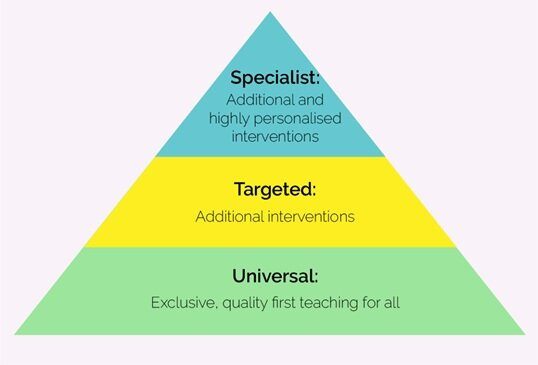 Specialist:
Additional and
highly personalised
interventions
Targeted:
Additional interventions
Universal:
Exclusive, quality first teaching for all